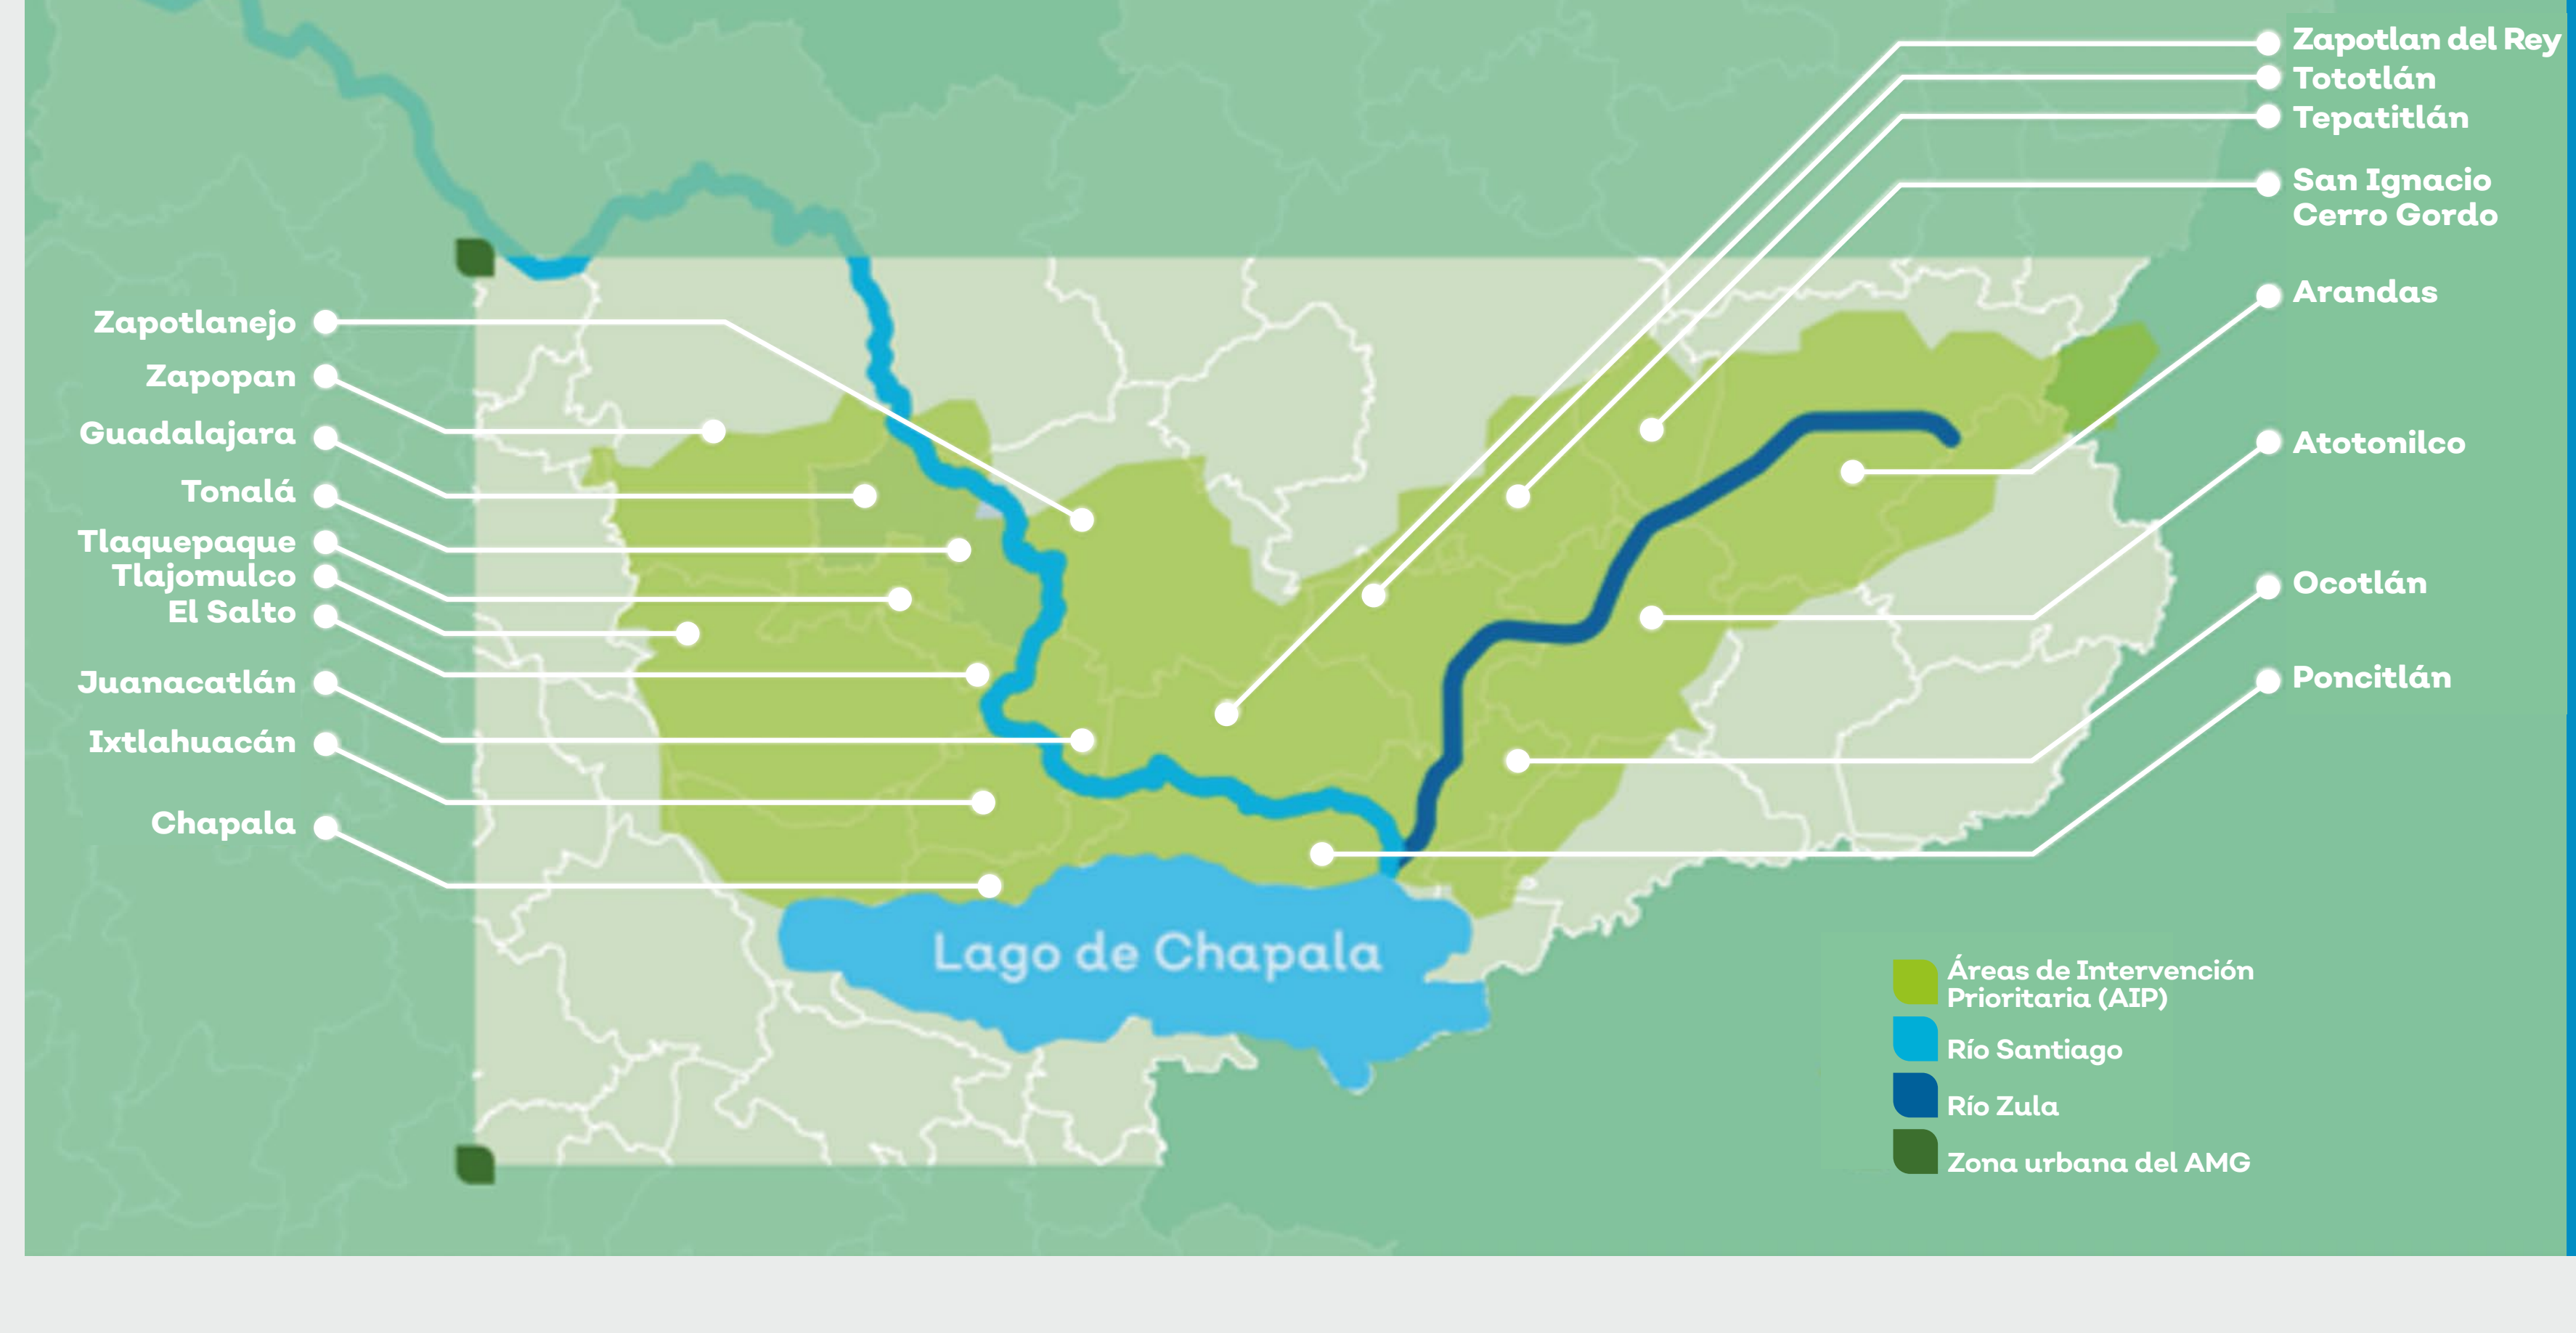 Zapotlanejo
Zapopan
Guadalajara
Tonalá
Tlaquepaque
Tlajomulco
El Salto
Juanacatlán
Ixtlahuacán
Chapala
Zapotlan del Rey
Tototlán
Tepatitlán
San Ignacio
Cerro Gordo
Arandas
Atotonilco
Ocotlán
Poncitlán
Lago de Chapala
Áreas de Intervención
Prioritaria (AIP)
Río Santiago
Río Zula
Zona urbana del AMG